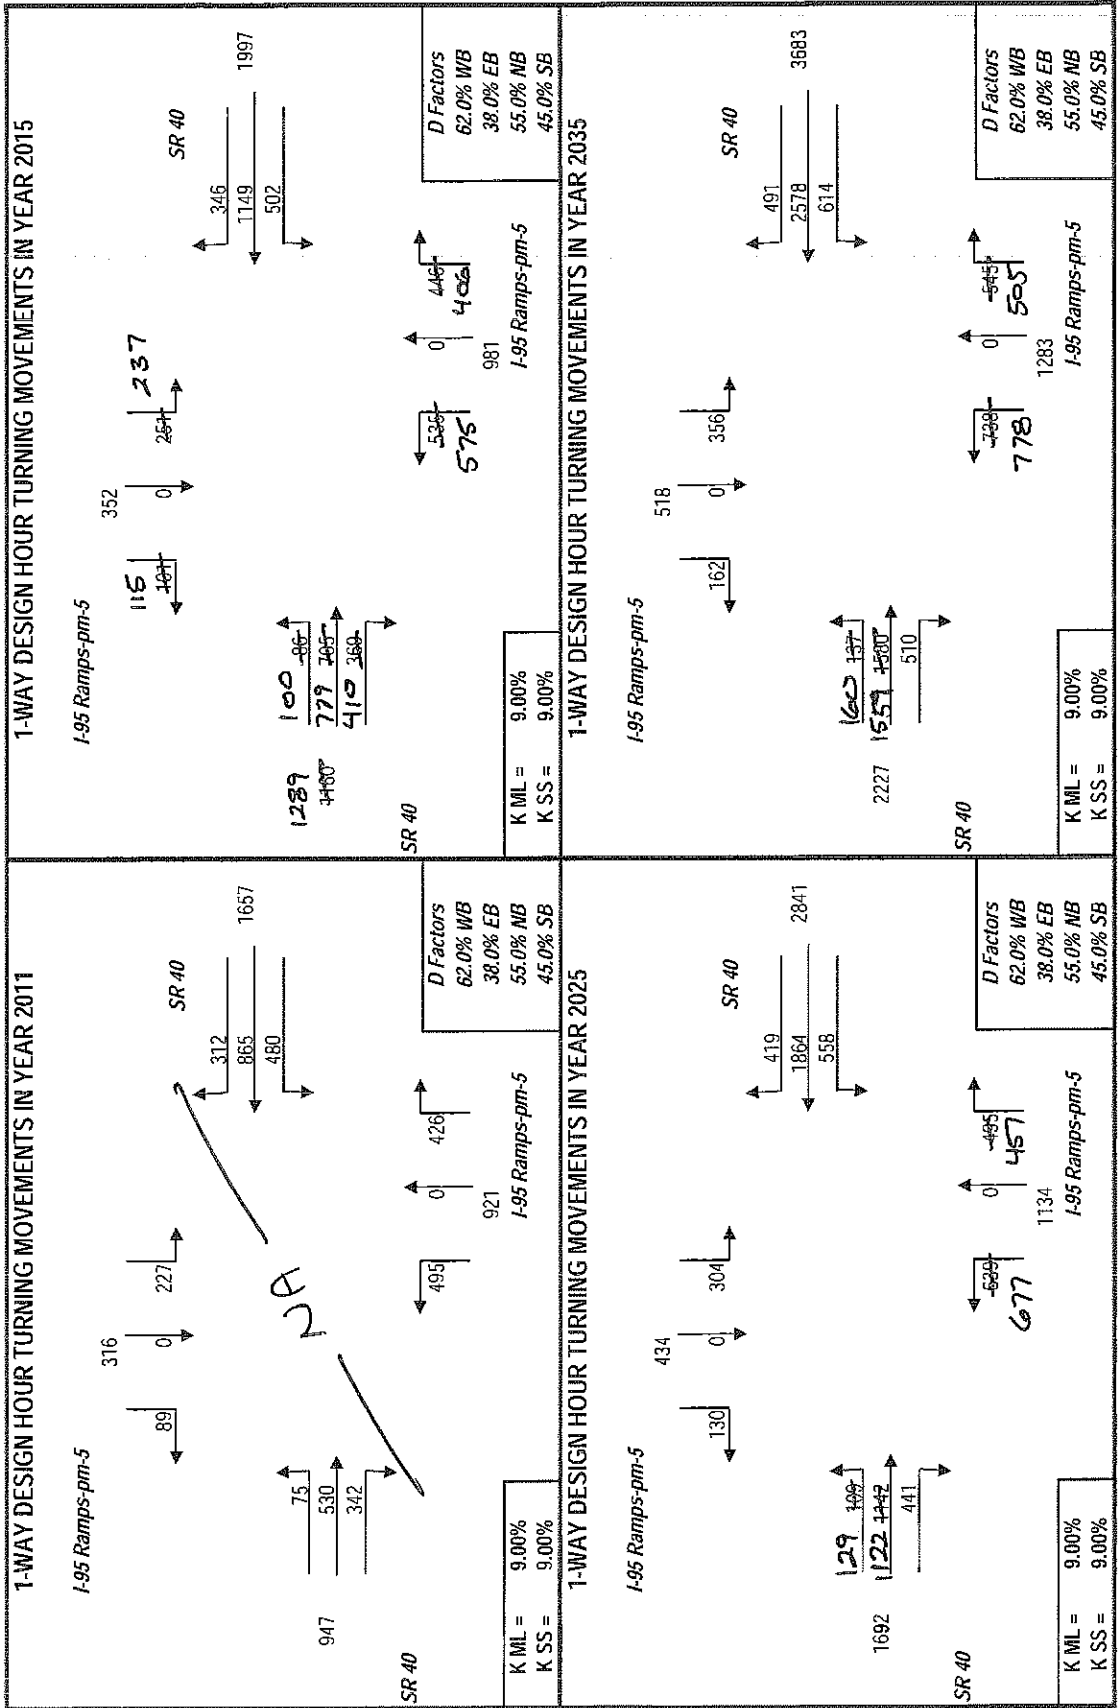 1-WAY DESIGN HOUR TURNING MOVEMENTS IN YEAR 2011
I-95 Ramps-pm-5
316
89 0 227
SR 40
312
865
480
1657
NA
947
75
530
342
SR 40
495 0 426
921
I-95 Ramps-pm-5
K ML = 9.00%
K SS = 9.00%
D Factors
62.0% WB
38.0% EB
55.0% NB
45.0% SB
1-WAY DESIGN HOUR TURNING MOVEMENTS IN YEAR 2015
I-95 Ramps-pm-5
352
115 237
101 0 251
SR 40
346
1149
502
1997
1289
1160
100 86
779 705
410 369
SR 40
535 0 446
575 406
981
I-95 Ramps-pm-5
K ML = 9.00%
K SS = 9.00%
D Factors
62.0% WB
38.0% EB
55.0% NB
45.0% SB
1-WAY DESIGN HOUR TURNING MOVEMENTS IN YEAR 2025
I-95 Ramps-pm-5
434
130 0 304
SR 40
419
1864
558
2841
1692
129 109
1122 1142
441
SR 40
639 0 495
677 457
1134
I-95 Ramps-pm-5
K ML = 9.00%
K SS = 9.00%
D Factors
62.0% WB
38.0% EB
55.0% NB
45.0% SB
1-WAY DESIGN HOUR TURNING MOVEMENTS IN YEAR 2035
I-95 Ramps-pm-5
518
162 0 356
SR 40
491
2578
614
3683
2227
160 137
1559 1580
510
SR 40
738 0 545
778 505
1283
I-95 Ramps-pm-5
K ML = 9.00%
K SS = 9.00%
D Factors
62.0% WB
38.0% EB
55.0% NB
45.0% SB